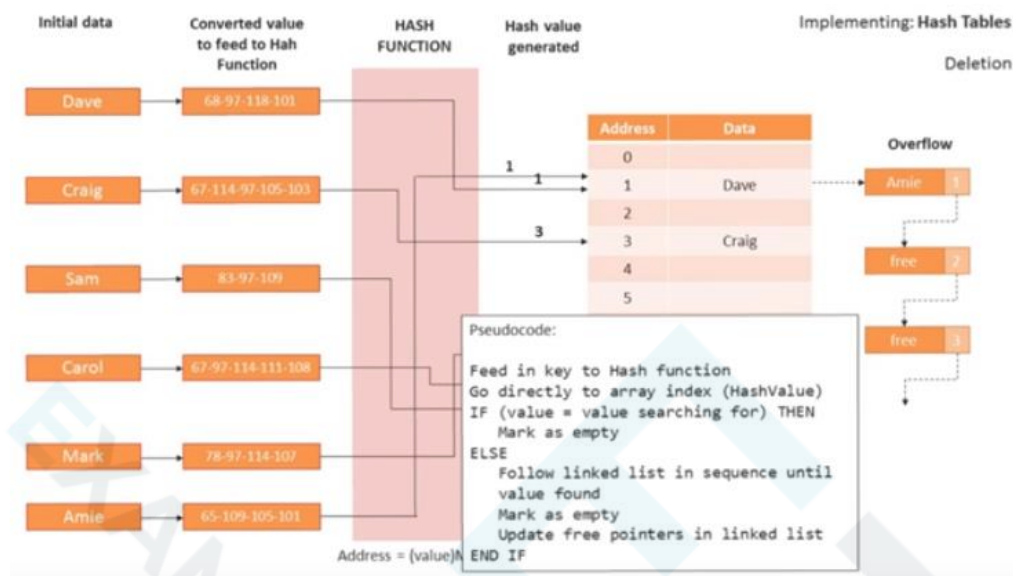 Initial data
Converted value
to feed to Hah
Function
HASH
FUNCTION
Hash value
generated
Implementing: Hash Tables
Deletion
Dave
68-97-118-101
Craig
67-114-97-105-103
Sam
83-97-109
Carol
67-97-114-111-108
Mark
78-97-114-107
Amie
65-109-105-101
1
1
3
Address Data
0
1 Dave
2
3 Craig
4
5
Overflow
Amie 1
free 2
free 3
Pseudocode:
Feed in key to Hash function
Go directly to array index (HashValue)
IF (value = value searching for) THEN
Mark as empty
ELSE
Follow linked list in sequence until
value found
Mark as empty
Update free pointers in linked list
END IF
Address = (value)
EXAM